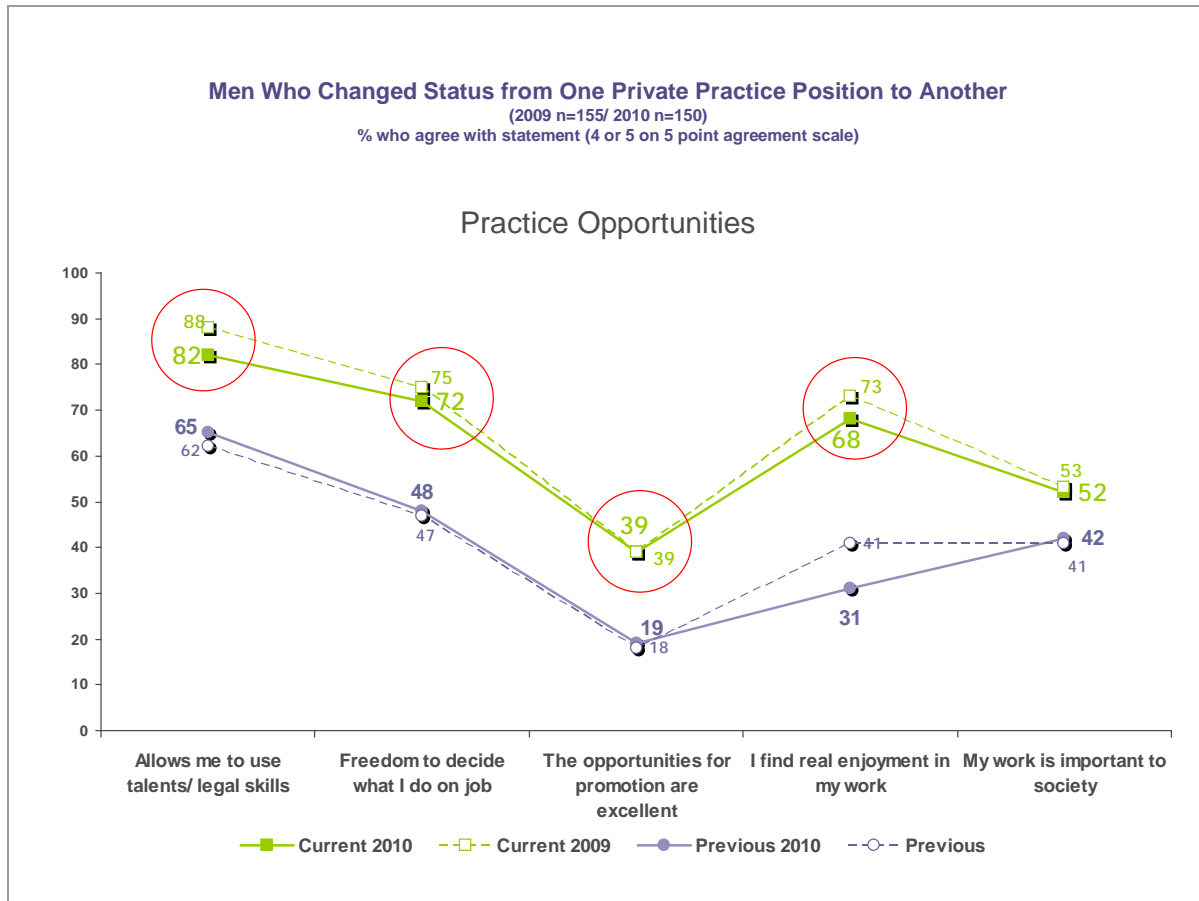 Men Who Changed Status from One Private Practice Position to Another
(2009 n=155/ 2010 n=150)
% who agree with statement (4 or 5 on 5 point agreement scale)
Practice Opportunities
100
90
80
70
60
50
40
30
20
10
0
88
82
75
72
39
39
73
68
53
52
65
62
48
47
19
18
41
31
42
41
Allows me to use
talents/ legal skills
Freedom to decide
what I do on job
The opportunities for
promotion are
excellent
I find real enjoyment in
my work
My work is important to
society
Current 2010
Current 2009
Previous 2010
Previous